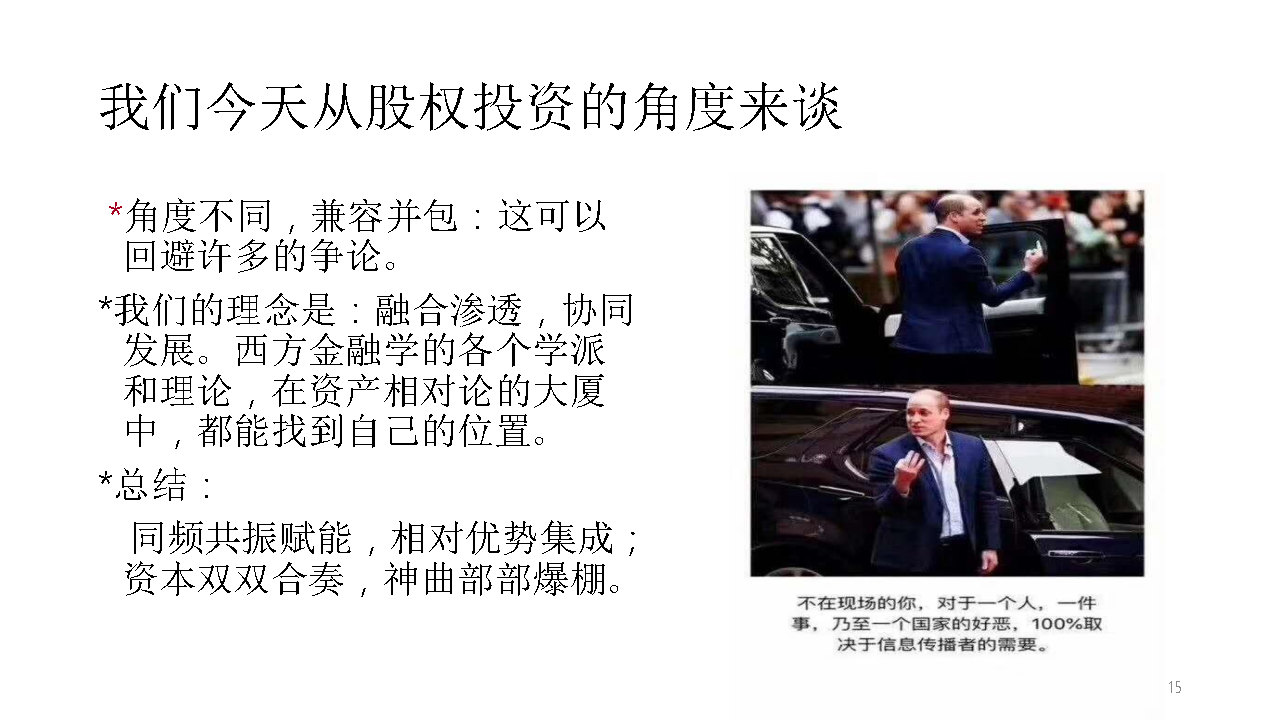 我们今天从股权投资的角度来谈
*角度不同，兼容并包：这可以
回避许多的争论。
*我们的理念是：融合渗透，协同
发展。西方金融学的各个学派
和理论，在资产相对论的大厦
中，都能找到自己的位置。
*总结：
同频共振赋能，相对优势集成；
资本双双合奏，神曲部部爆棚。
不在现场的你，对于一个人，一件
事，乃至一个国家的好恶，100%取
决于信息传播者的需要。
15